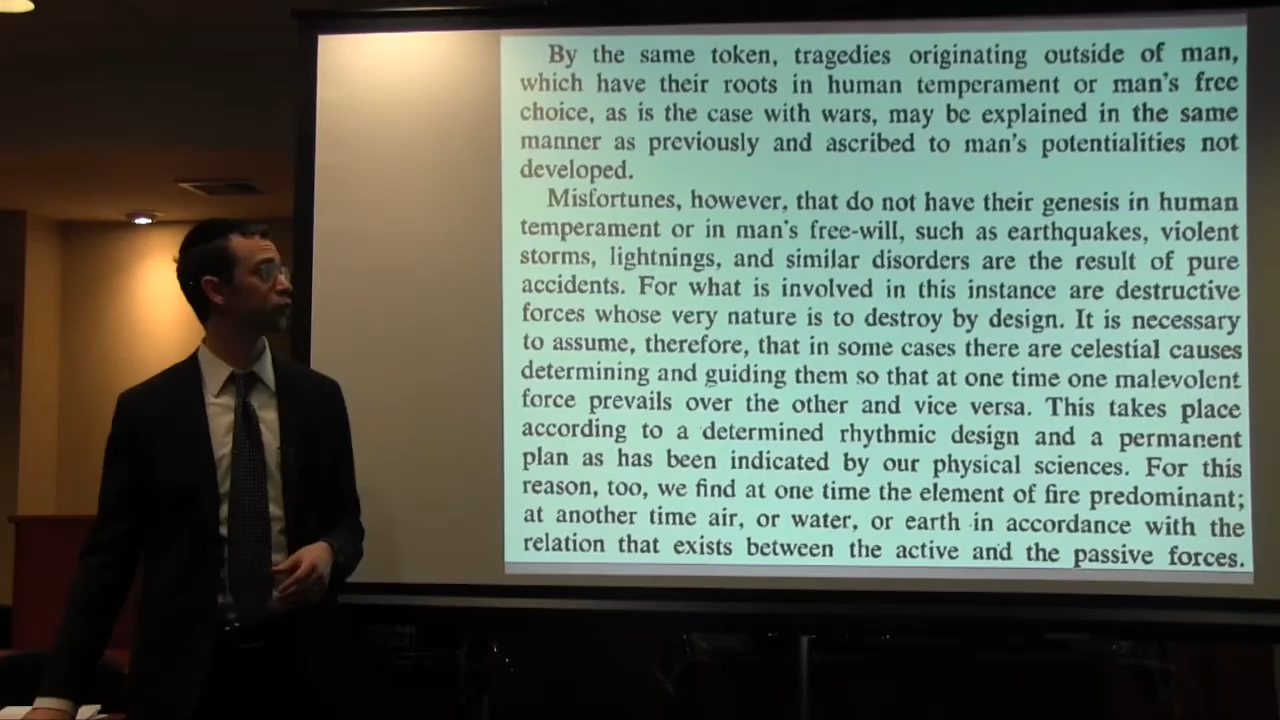 By the same token, tragedies originating outside of man,
which have their roots in human temperament or man's free
choice, as is the case with wars, may be explained in the same
manner as previously and ascribed to man's potentialities not
developed.
Misfortunes, however, that do not have their genesis in human
temperament or in man's free-will, such as earthquakes, violent
storms, lightnings, and similar disorders are the result of pure
accidents. For what is involved in this instance are destructive
forces whose very nature is to destroy by design. It is necessary
to assume, therefore, that in some cases there are celestial causes
determining and guiding them so that at one time one malevolent
force prevails over the other and vice versa. This takes place
according to a determined rhythmic design and a permanent
plan as has been indicated by our physical sciences. For this
reason, too, we find at one time the element of fire predominant;
at another time air, or water, or earth in accordance with the
relation that exists between the active and the passive forces.